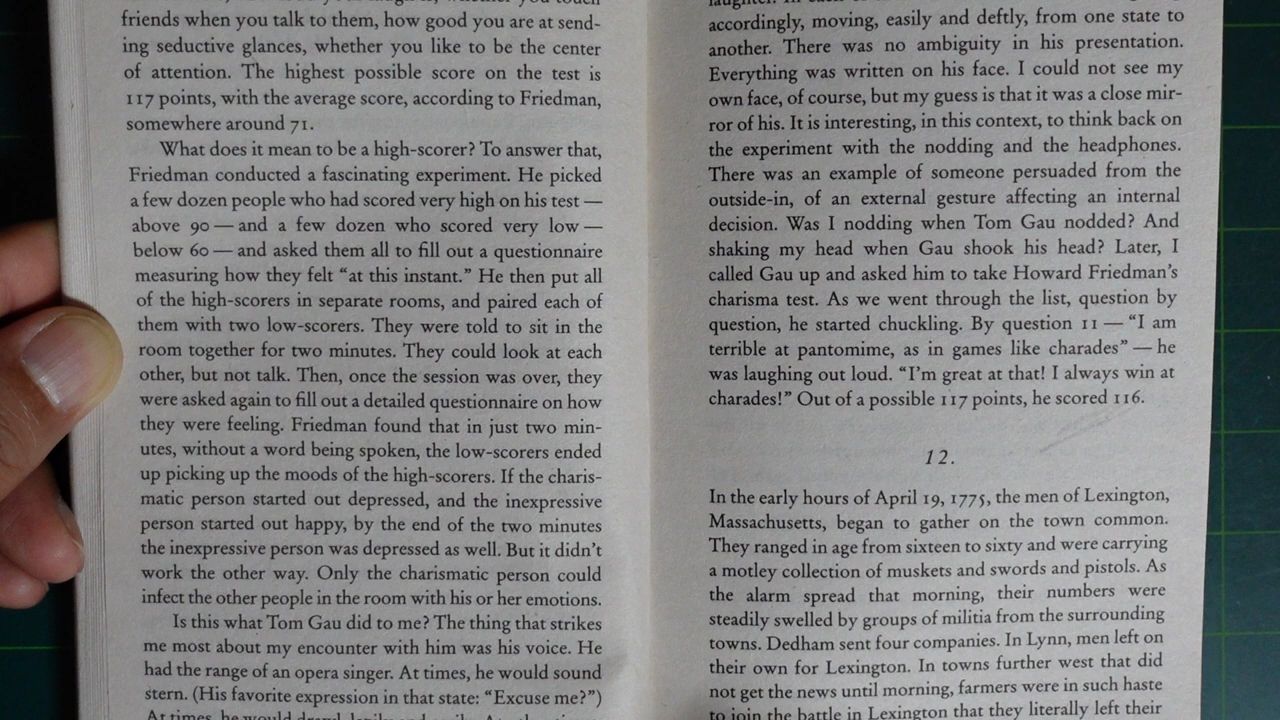 friends when you talk to them, how good you are at send-
ing seductive glances, whether you like to be the center
of attention. The highest possible score on the test is
117 points, with the average score, according to Friedman,
somewhere around 71.
What does it mean to be a high-scorer? To answer that,
Friedman conducted a fascinating experiment. He picked
a few dozen people who had scored very high on his test —
above 90 — and a few dozen who scored very low —
below 60 — and asked them all to fill out a questionnaire
measuring how they felt “at this instant.” He then put all
of the high-scorers in separate rooms, and paired each of
them with two low-scorers. They were told to sit in the
room together for two minutes. They could look at each
other, but not talk. Then, once the session was over, they
were asked again to fill out a detailed questionnaire on how
they were feeling. Friedman found that in just two min-
utes, without a word being spoken, the low-scorers ended
up picking up the moods of the high-scorers. If the charis-
matic person started out depressed, and the inexpressive
person started out happy, by the end of the two minutes
the inexpressive person was depressed as well. But it didn’t
work the other way. Only the charismatic person could
infect the other people in the room with his or her emotions.
Is this what Tom Gau did to me? The thing that strikes
me most about my encounter with him was his voice. He
had the range of an opera singer. At times, he would sound
stern. (His favorite expression in that state: “Excuse me?”)
At times, he would
accordingly, moving, easily and deftly, from one state to
another. There was no ambiguity in his presentation.
Everything was written on his face. I could not see my
own face, of course, but my guess is that it was a close mir-
ror of his. It is interesting, in this context, to think back on
the experiment with the nodding and the headphones.
There was an example of someone persuaded from the
outside-in, of an external gesture affecting an internal
decision. Was I nodding when Tom Gau nodded? And
shaking my head when Gau shook his head? Later, I
called Gau up and asked him to take Howard Friedman’s
charisma test. As we went through the list, question by
question, he started chuckling. By question 11 — “I am
terrible at pantomime, as in games like charades” — he
was laughing out loud. “I’m great at that! I always win at
charades!” Out of a possible 117 points, he scored 116.
12.
In the early hours of April 19, 1775, the men of Lexington,
Massachusetts, began to gather on the town common.
They ranged in age from sixteen to sixty and were carrying
a motley collection of muskets and swords and pistols. As
the alarm spread that morning, their numbers were
steadily swelled by groups of militia from the surrounding
towns. Dedham sent four companies. In Lynn, men left on
their own for Lexington. In towns further west that did
not get the news until morning, farmers were in such haste
to join the battle in Lexington that they literally left their